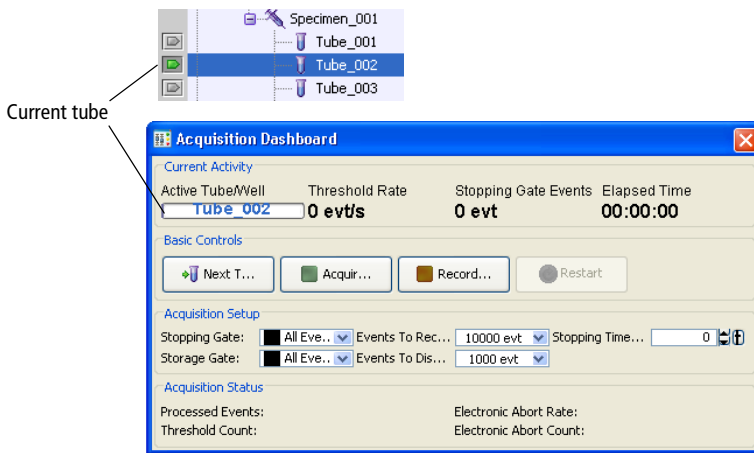 Specimen_001
Tube_001
Tube_002
Tube_003
Current tube
Acquisition Dashboard
Current Activity
Active Tube/Well Threshold Rate Stopping Gate Events Elapsed Time
Tube_002 0 evt/s 0 evt 00:00:00
Basic Controls
Next T... Acquir... Record... Restart
Acquisition Setup
Stopping Gate: All Eve.. Events To Rec... 10000 evt Stopping Time... 0
Storage Gate: All Eve.. Events To Dis... 1000 evt
Acquisition Status
Processed Events: Electronic Abort Rate:
Threshold Count: Electronic Abort Count: